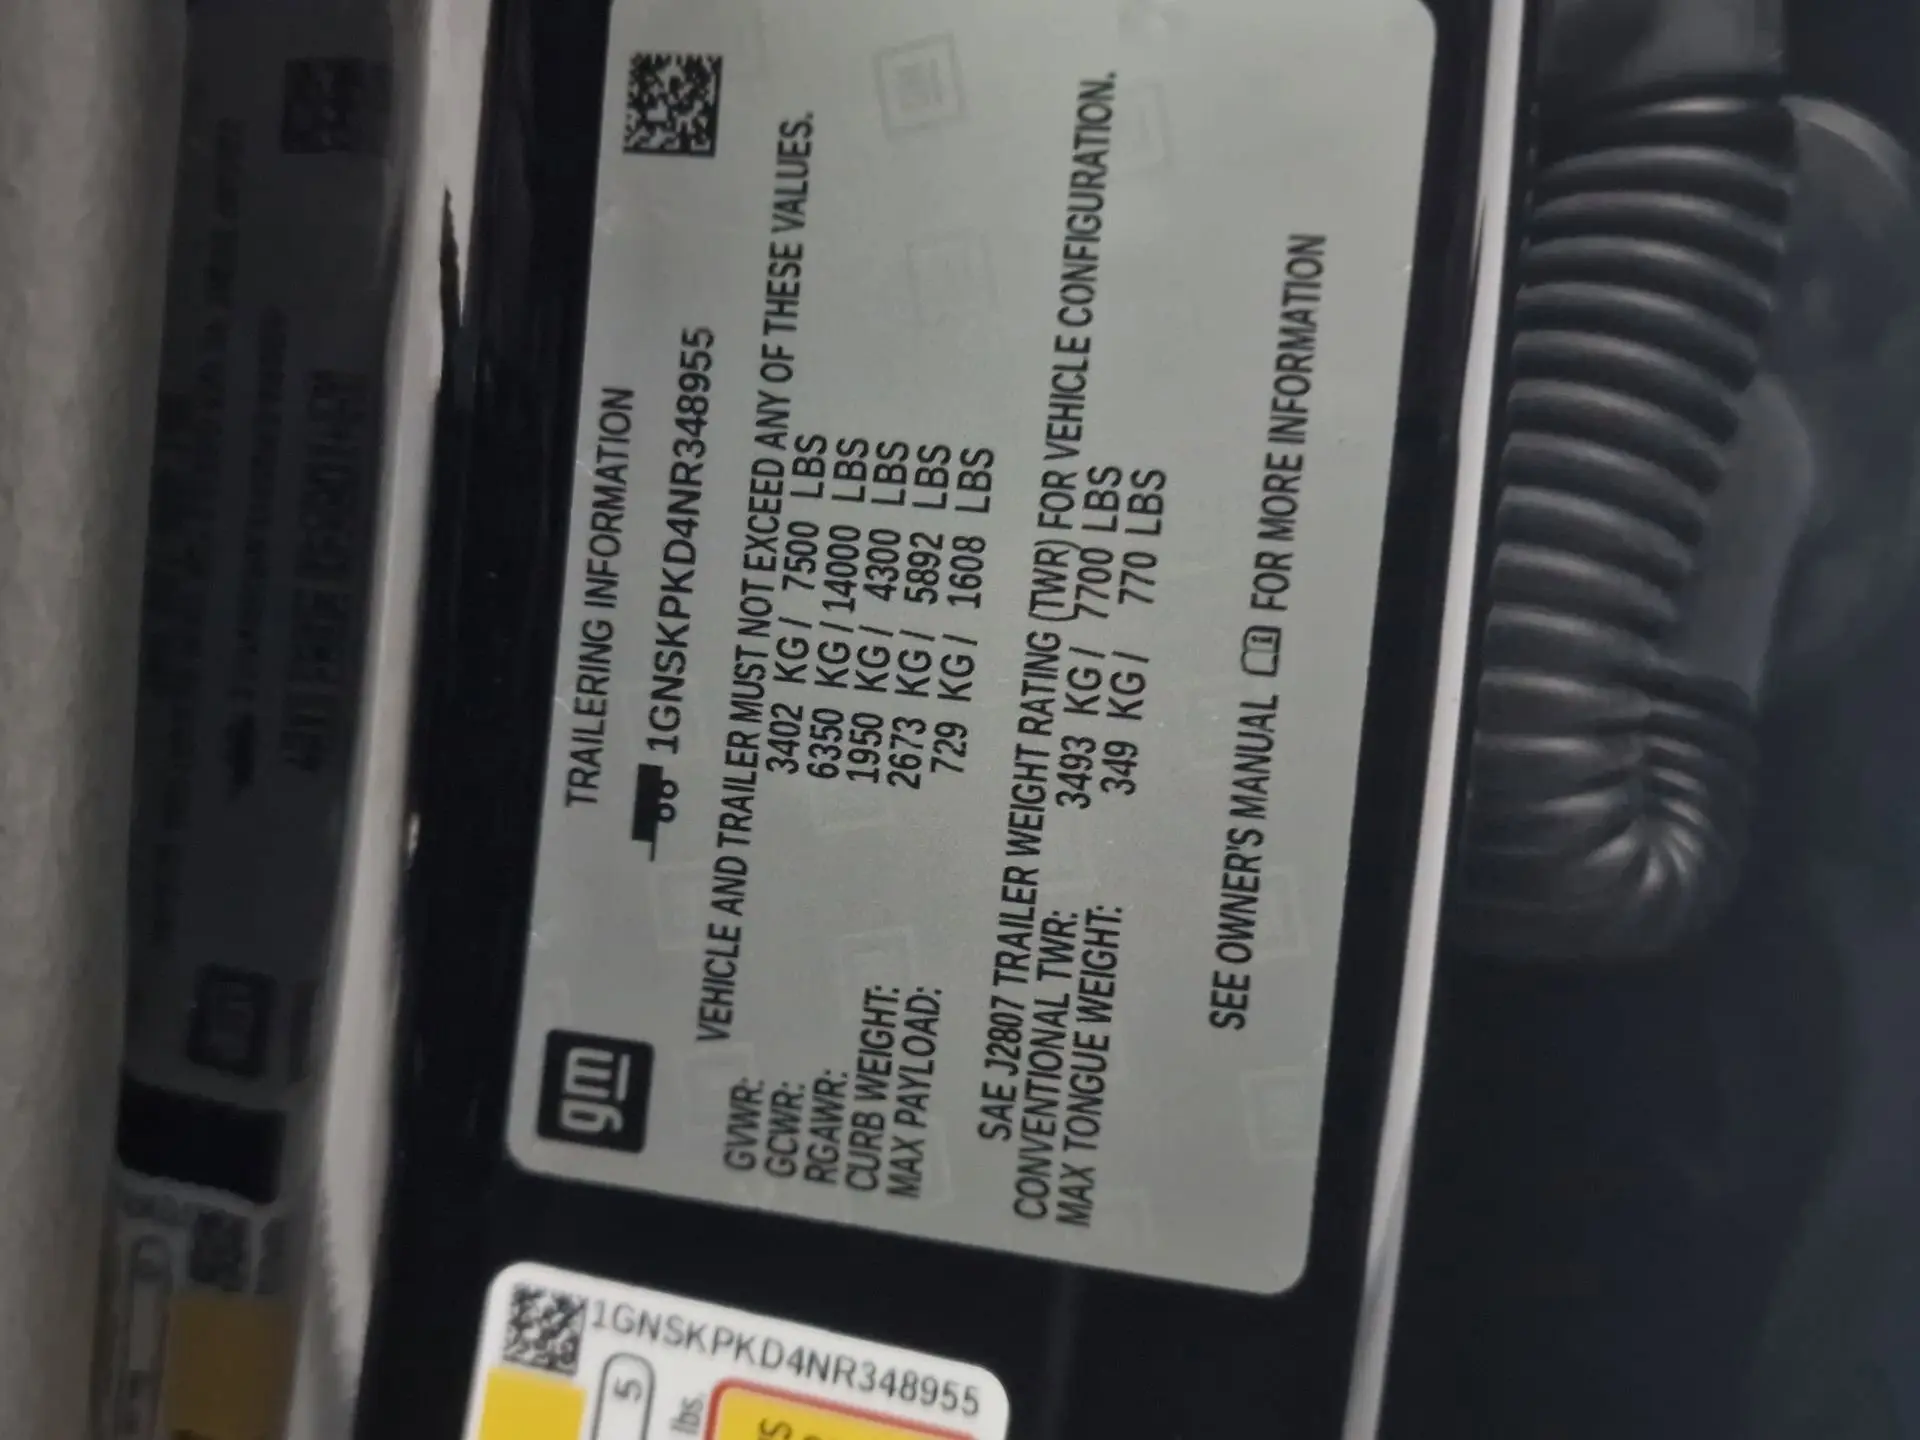 gm
TRAILERING INFORMATION
1GNSKPKD4NR348955
VEHICLE AND TRAILER MUST NOT EXCEED ANY OF THESE VALUES.
GVWR: 3402 KG / 7500 LBS
GCWR: 6350 KG / 14000 LBS
RGAWR: 1950 KG / 4300 LBS
CURB WEIGHT: 2673 KG / 5892 LBS
MAX PAYLOAD: 729 KG / 1608 LBS
SAE J2807 TRAILER WEIGHT RATING (TWR) FOR VEHICLE CONFIGURATION.
CONVENTIONAL TWR: 3493 KG / 7700 LBS
MAX TONGUE WEIGHT: 349 KG / 770 LBS
SEE OWNER'S MANUAL FOR MORE INFORMATION
1GNSKPKD4NR348955
5
lbs.